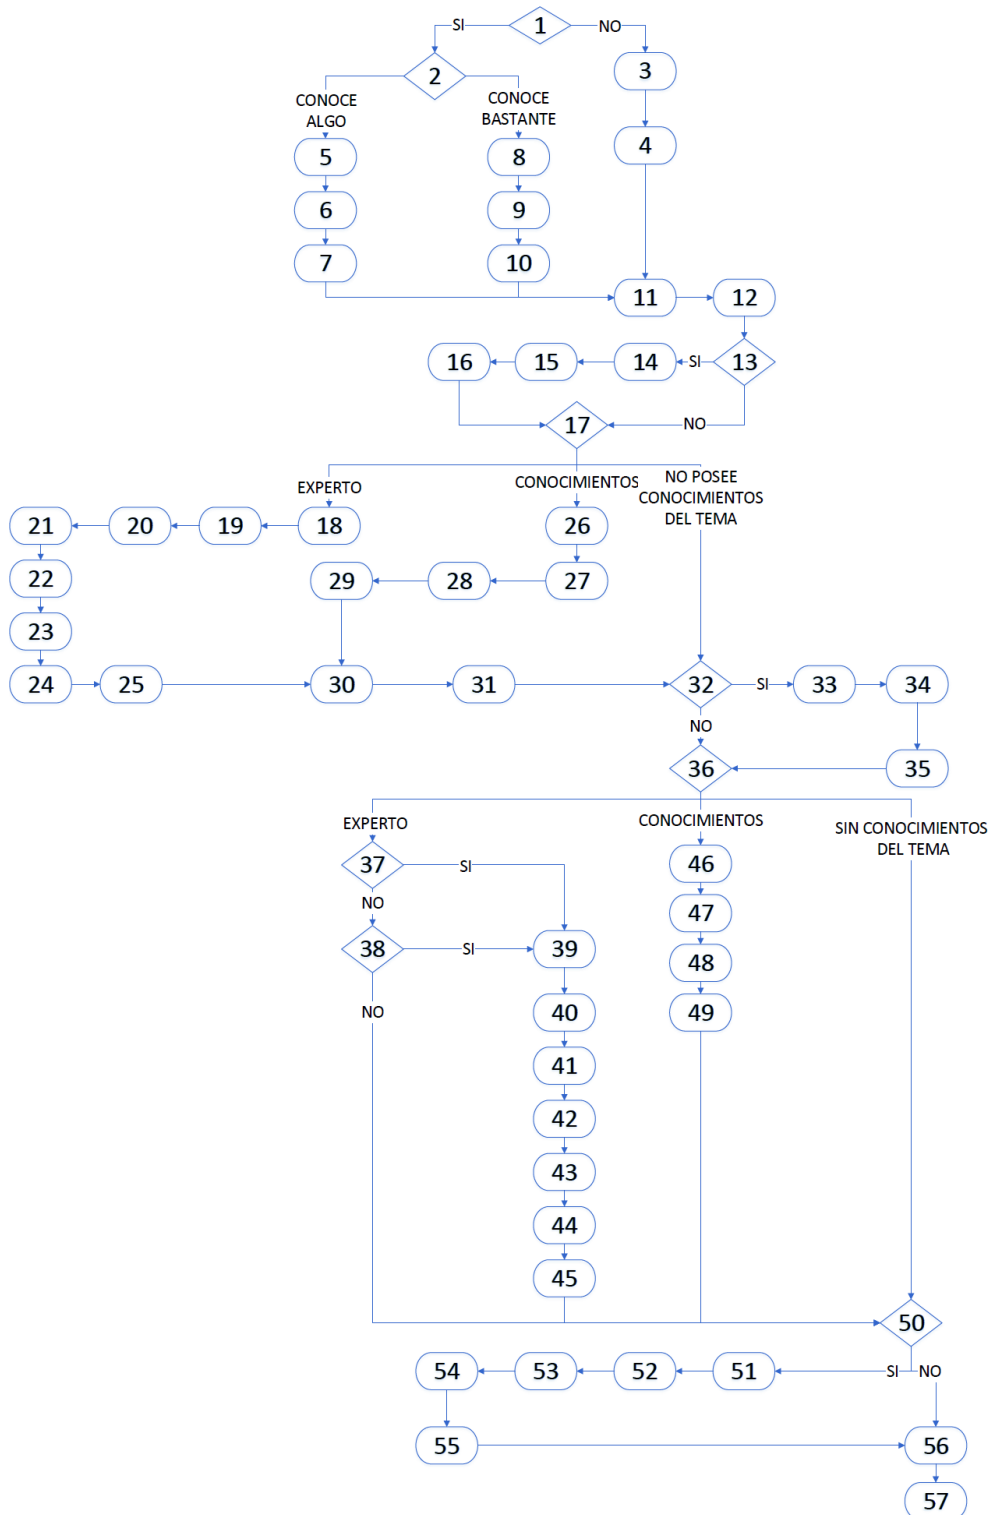 1
SI
NO
2
3
CONOCE
ALGO
CONOCE
BASTANTE
4
5
8
6
9
7
10
11
12
16
15
14
SI
13
17
NO
EXPERTO
CONOCIMIENTOS
NO POSEE
CONOCIMIENTOS
DEL TEMA
21
20
19
18
26
22
29
28
27
23
24
25
30
31
32
SI
33
34
NO
36
35
EXPERTO
CONOCIMIENTOS
SIN CONOCIMIENTOS
DEL TEMA
37
SI
46
NO
47
38
SI
39
48
NO
40
49
41
42
43
44
45
50
54
53
52
51
SI
NO
55
56
57